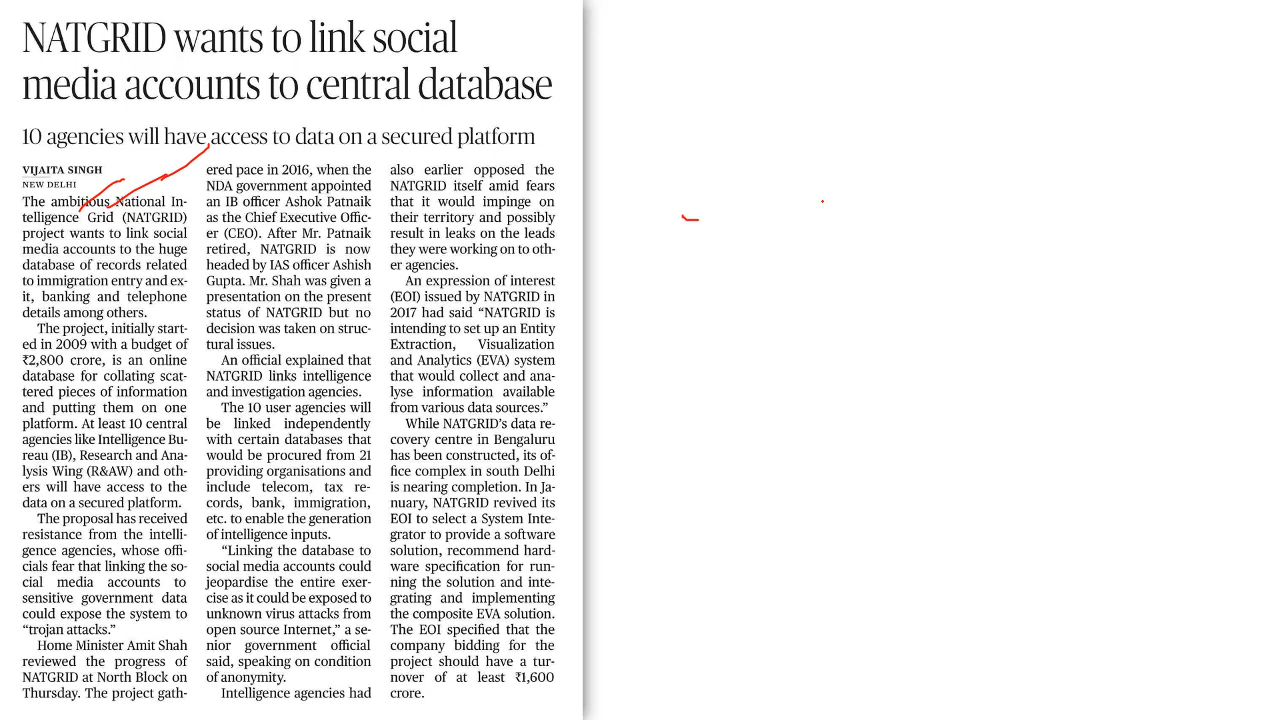 NATGRID wants to link social
media accounts to central database
10 agencies will have access to data on a secured platform
VIJAITA SINGH
NEW DELHI
The ambitious National In-
telligence Grid (NATGRID)
project wants to link social
media accounts to the huge
database of records related
to immigration entry and ex-
it, banking and telephone
details among others.
The project, initially start-
ed in 2009 with a budget of
₹2,800 crore, is an online
database for collating scat-
tered pieces of information
and putting them on one
platform. At least 10 central
agencies like Intelligence Bu-
reau (IB), Research and Ana-
lysis Wing (R&AW) and oth-
ers will have access to the
data on a secured platform.
The proposal has received
resistance from the intelli-
gence agencies, whose offi-
cials fear that linking the so-
cial media accounts to
sensitive government data
could expose the system to
“trojan attacks.”
Home Minister Amit Shah
reviewed the progress of
NATGRID at North Block on
Thursday. The project gath-
ered pace in 2016, when the
NDA government appointed
an IB officer Ashok Patnaik
as the Chief Executive Offic-
er (CEO). After Mr. Patnaik
retired, NATGRID is now
headed by IAS officer Ashish
Gupta. Mr. Shah was given a
presentation on the present
status of NATGRID but no
decision was taken on struc-
tural issues.
An official explained that
NATGRID links intelligence
and investigation agencies.
The 10 user agencies will
be linked independently
with certain databases that
would be procured from 21
providing organisations and
include telecom, tax re-
cords, bank, immigration,
etc. to enable the generation
of intelligence inputs.
“Linking the database to
social media accounts could
jeopardise the entire exer-
cise as it could be exposed to
unknown virus attacks from
open source Internet,” a se-
nior government official
said, speaking on condition
of anonymity.
Intelligence agencies had
also earlier opposed the
NATGRID itself amid fears
that it would impinge on
their territory and possibly
result in leaks on the leads
they were working on to oth-
er agencies.
An expression of interest
(EOI) issued by NATGRID in
2017 had said “NATGRID is
intending to set up an Entity
Extraction, Visualization
and Analytics (EVA) system
that would collect and ana-
lyse information available
from various data sources.”
While NATGRID’s data re-
covery centre in Bengaluru
has been constructed, its of-
fice complex in south Delhi
is nearing completion. In Ja-
nuary, NATGRID revived its
EOI to select a System Inte-
grator to provide a software
solution, recommend hard-
ware specification for run-
ning the solution and inte-
grating and implementing
the composite EVA solution.
The EOI specified that the
company bidding for the
project should have a tur-
nover of at least ₹1,600
crore.